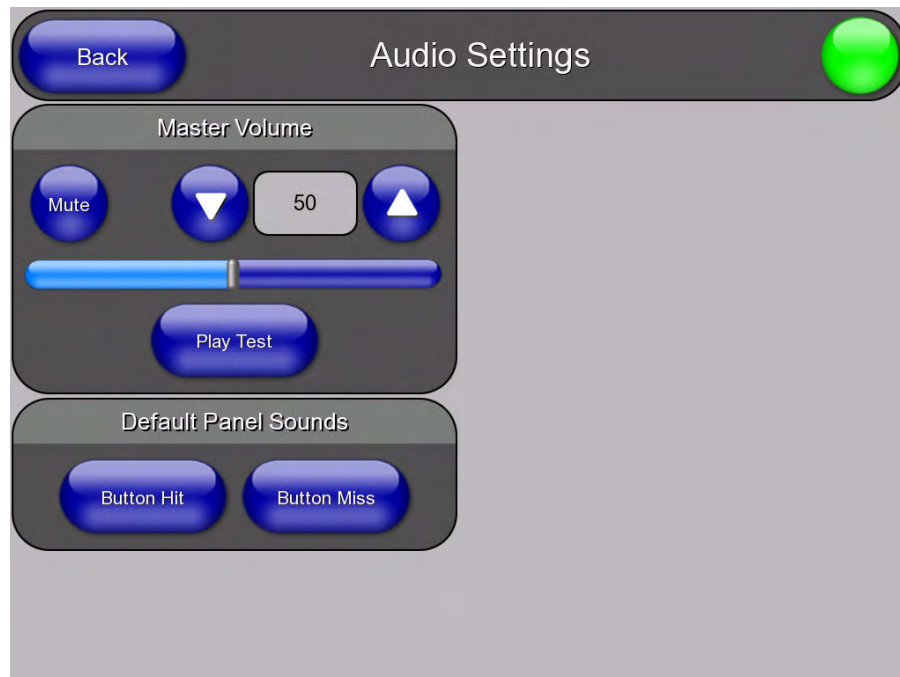 Back
Audio Settings
Master Volume
Mute
50
Play Test
Default Panel Sounds
Button Hit
Button Miss